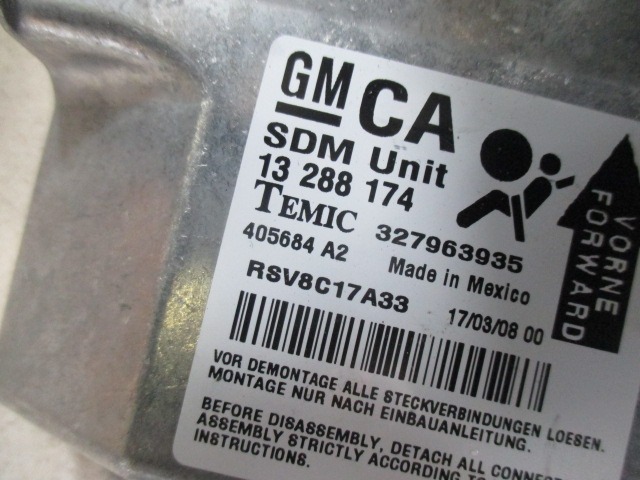 GM CA
SDM Unit
13 288 174
TEMIC 327963935
405684 A2 Made in Mexico
RSV8C17A33 17/03/08 00
VORNE
FORWARD
VOR DEMONTAGE ALLE STECKVERBINDUNGEN LOESEN.
MONTAGE NUR NACH EINBAUANLEITUNG.
BEFORE DISASSEMBLY, DETACH ALL CONNE
ASSEMBLY STRICTLY ACCORDING TO
INSTRUCTIONS.